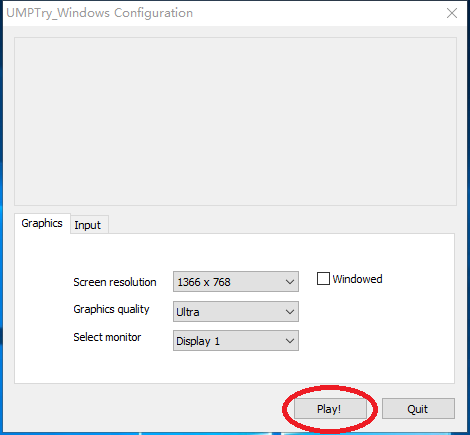 UMPTry_Windows Configuration
Graphics Input
Screen resolution 1366 x 768 Windowed
Graphics quality Ultra
Select monitor Display 1
Play! Quit